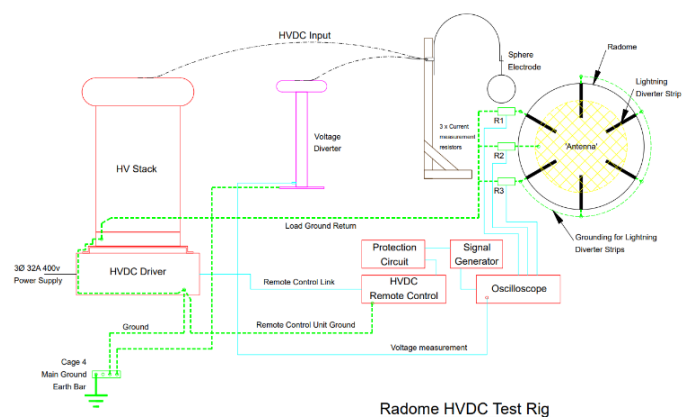 HVDC Input
Sphere
Electrode
Radome
Lightning
Diverter Strip
HV Stack
Voltage
Diverter
3 x Current
measurement
resistors
R1
R2
R3
'Antenna'
Load Ground Return
Grounding for Lightning
Diverter Strips
3Ø 32A 400v
Power Supply
HVDC Driver
Protection
Circuit
Signal
Generator
Remote Control Link
HVDC
Remote Control
Oscilloscope
Ground
Remote Control Unit Ground
Voltage measurement
Cage 4
Main Ground
Earth Bar
Radome HVDC Test Rig